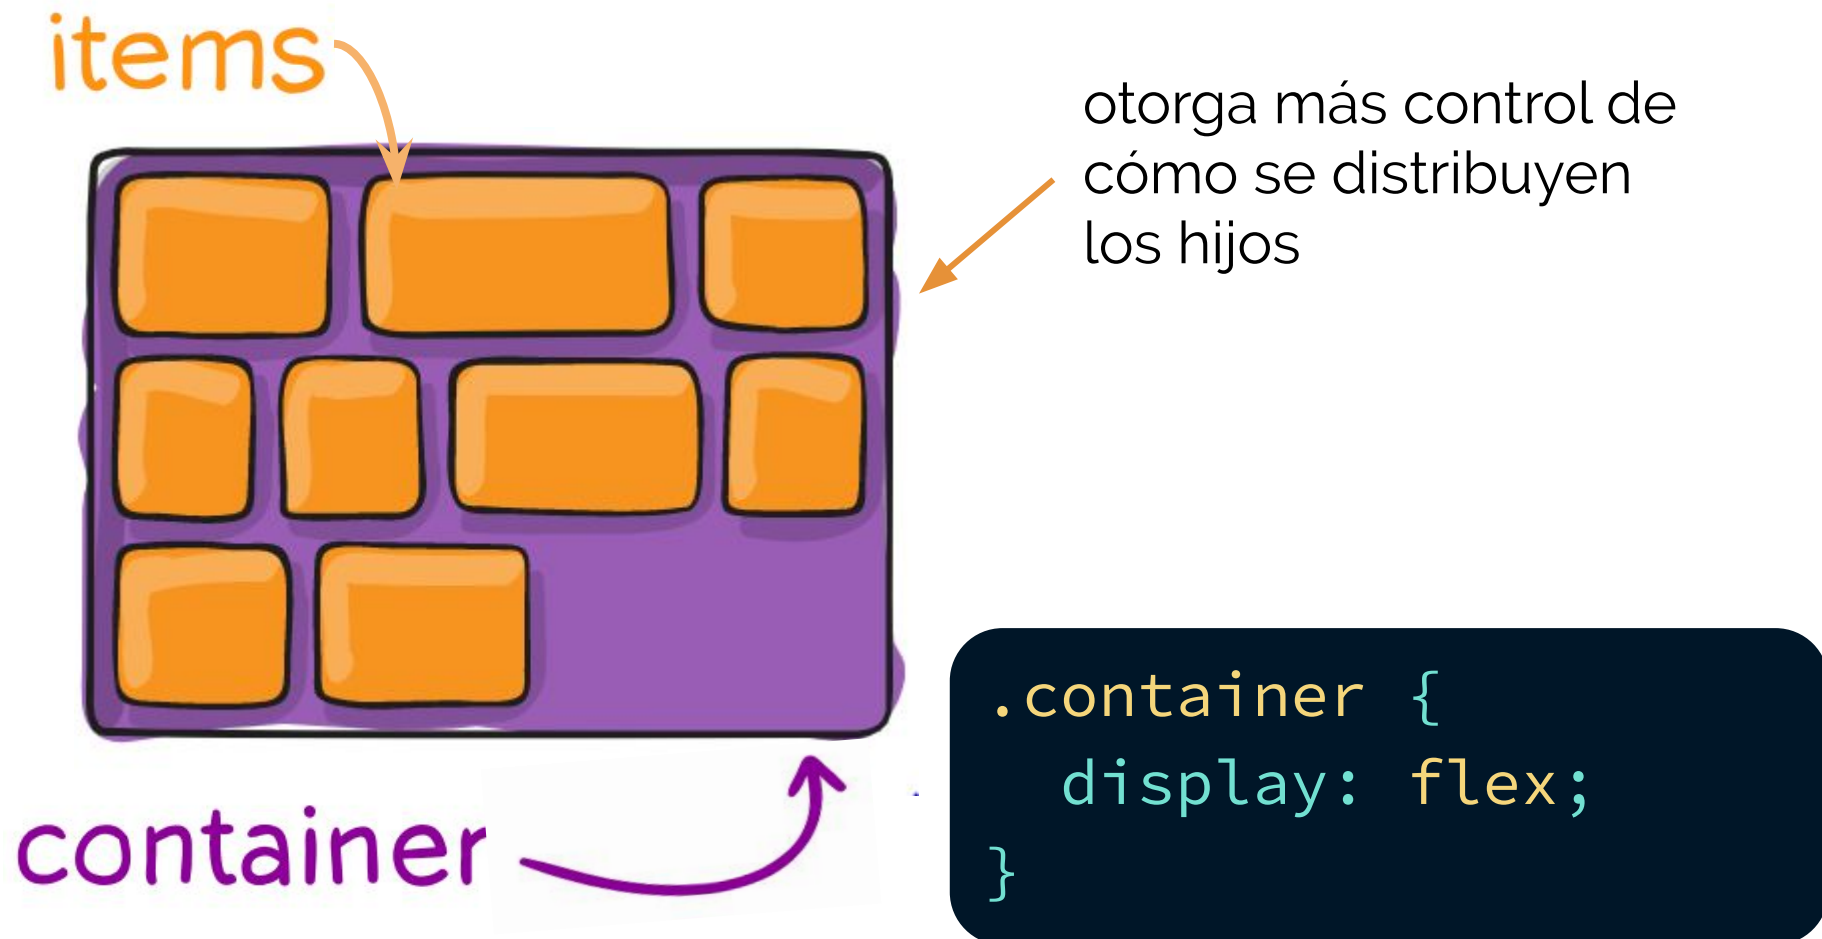 items
otorga más control de
cómo se distribuyen
los hijos
container
.container {
display: flex;
}